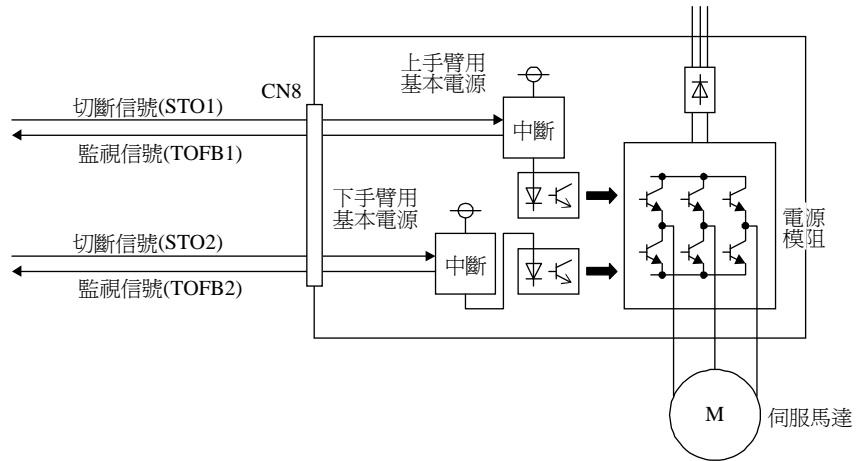 上手臂用
基本電源
CN8
切斷信號(STO1)
中斷
監視信號(TOFB1)
下手臂用
基本電源
電源
模阻
切斷信號(STO2)
中斷
監視信號(TOFB2)
M
伺服馬達